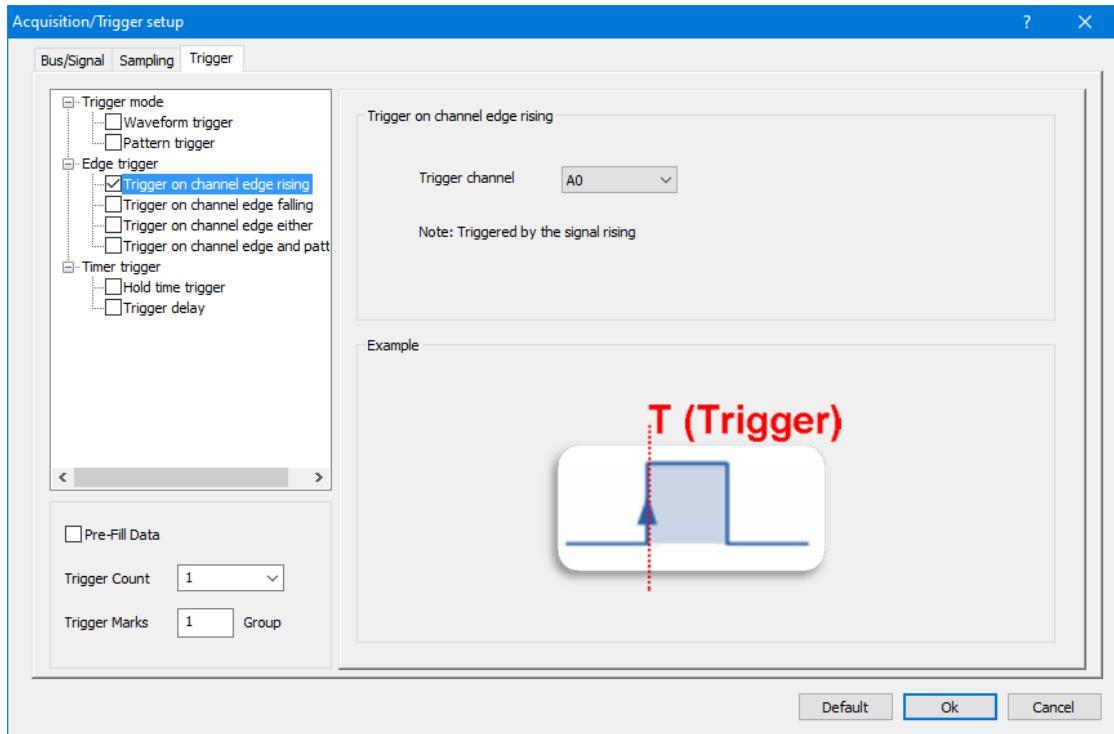 Acquisition/Trigger setup
?
Bus/Signal Sampling Trigger
Trigger mode
Waveform trigger
Pattern trigger
Edge trigger
Trigger on channel edge rising
Trigger on channel edge falling
Trigger on channel edge either
Trigger on channel edge and patt
Timer trigger
Hold time trigger
Trigger delay
Pre-Fill Data
Trigger Count 1
Trigger Marks 1 Group
Trigger on channel edge rising
Trigger channel A0
Note: Triggered by the signal rising
Example
T (Trigger)
Default Ok Cancel